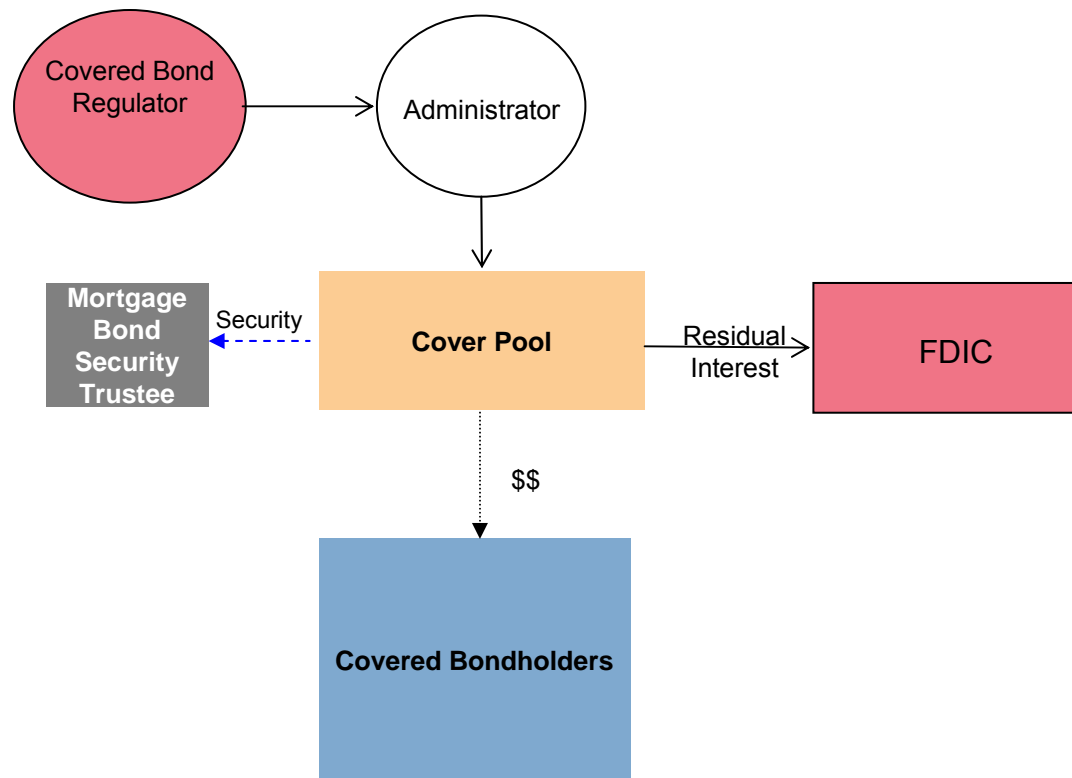 Covered Bond
Regulator
Administrator
Mortgage
Bond
Security
Trustee
Security
Cover Pool
Residual
Interest
FDIC
$$
Covered Bondholders